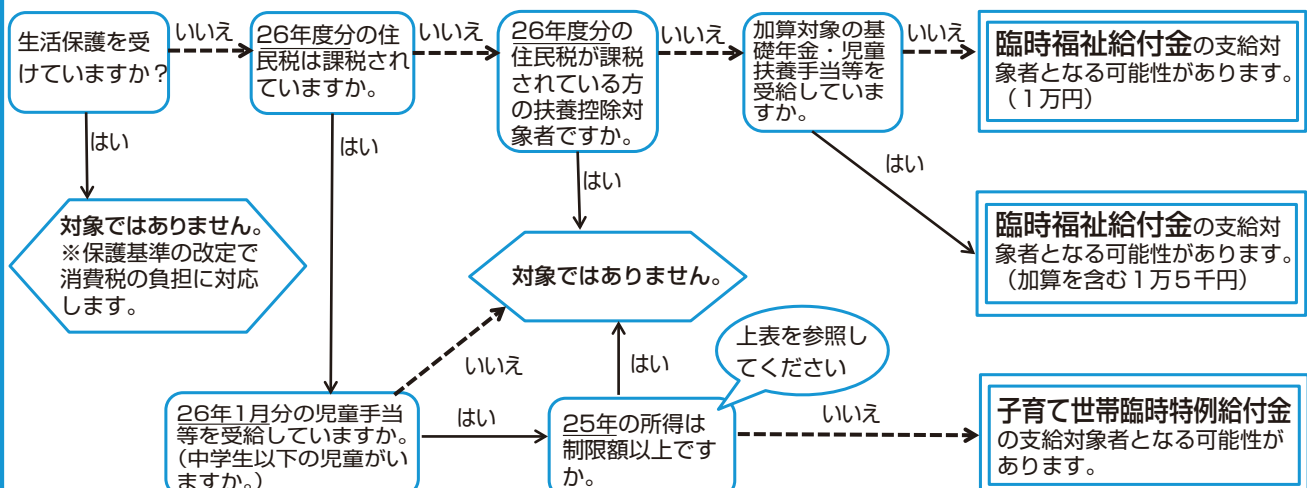 生活保護を受
けていますか？
いいえ
26年度分の住
民税は課税され
ていますか。
いいえ
26年度分の
住民税が課税
されている方
の扶養控除対
象者ですか。
いいえ
加算対象の基
礎年金・児童
扶養手当等を
受給していま
すか。
いいえ
臨時福祉給付金の支給対
象者となる可能性があります。
（１万円）
はい
はい
はい
はい
対象ではありません。
※保護基準の改定で
消費税の負担に対応
します。
対象ではありません。
臨時福祉給付金の支給対
象者となる可能性があります。
（加算を含む１万５千円）
上表を参照し
てください
いいえ
はい
26年１月分の児童手当
等を受給していますか。
（中学生以下の児童がい
ますか。）
はい
25年の所得は
制限額以上です
か。
いいえ
子育て世帯臨時特例給付金
の支給対象者となる可能性が
あります。